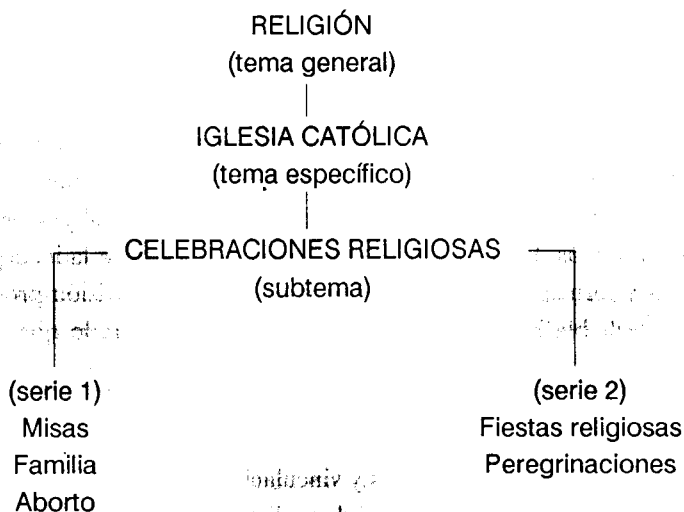 RELIGIÓN
(tema general)
IGLESIA CATÓLICA
(tema específico)
CELEBRACIONES RELIGIOSAS
(subtema)
(serie 1)
Misas
Familia
Aborto
(serie 2)
Fiestas religiosas
Peregrinaciones